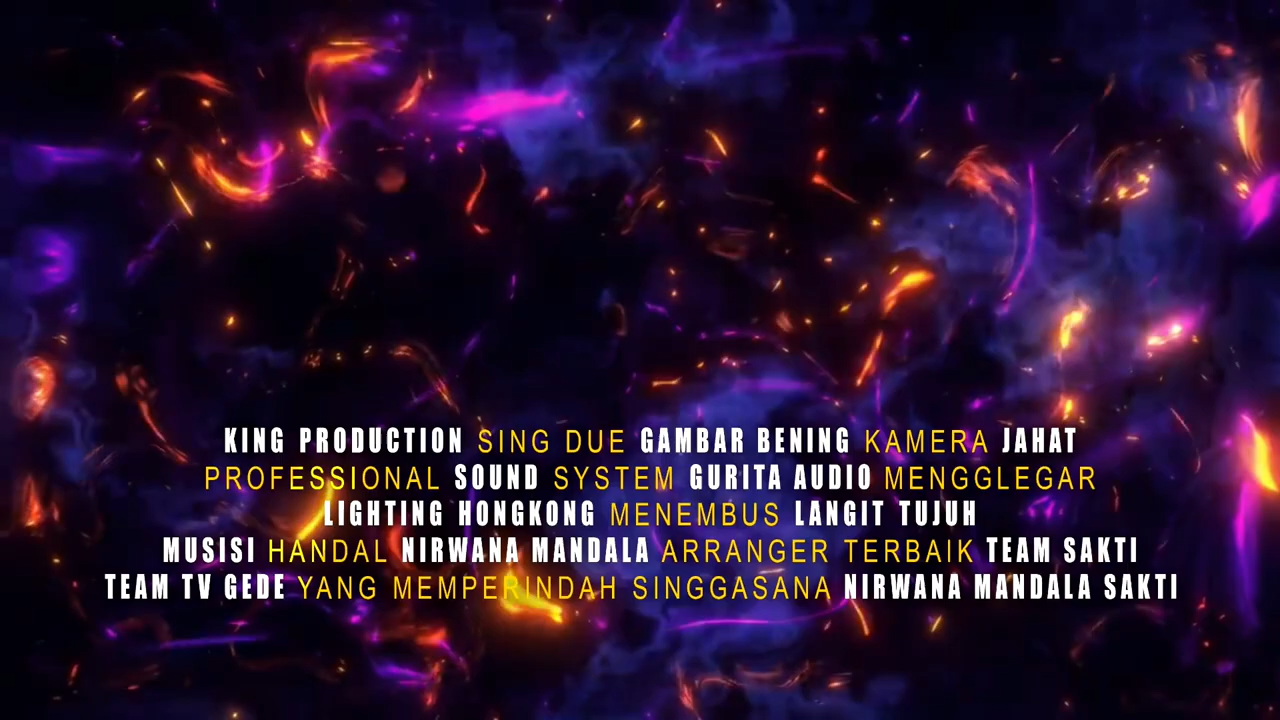 KING PRODUCTION SING DUE GAMBAR BENING KAMERA JAHAT
PROFESSIONAL SOUND SYSTEM GURITA AUDIO MENGGLEGAR
LIGHTING HONGKONG MENEMBUS LANGIT TUJUH
MUSISI HANDAL NIRWANA MANDALA ARRANGER TERBAIK TEAM SAKTI
TEAM TV GEDE YANG MEMPERINDAH SINGGASANA NIRWANA MANDALA SAKTI